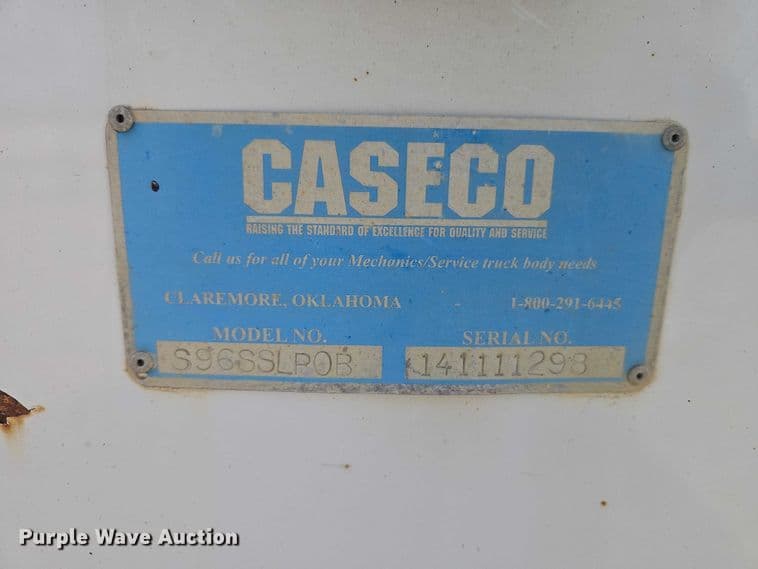 CASECO
RAISING THE STANDARD OF EXCELLENCE FOR QUALITY AND SERVICE
Call us for all of your Mechanics/Service truck body needs
CLAREMORE, OKLAHOMA - 1-800-291-6445
MODEL NO. SERIAL NO.
S96SSLPOB 141111298
Purple Wave Auction